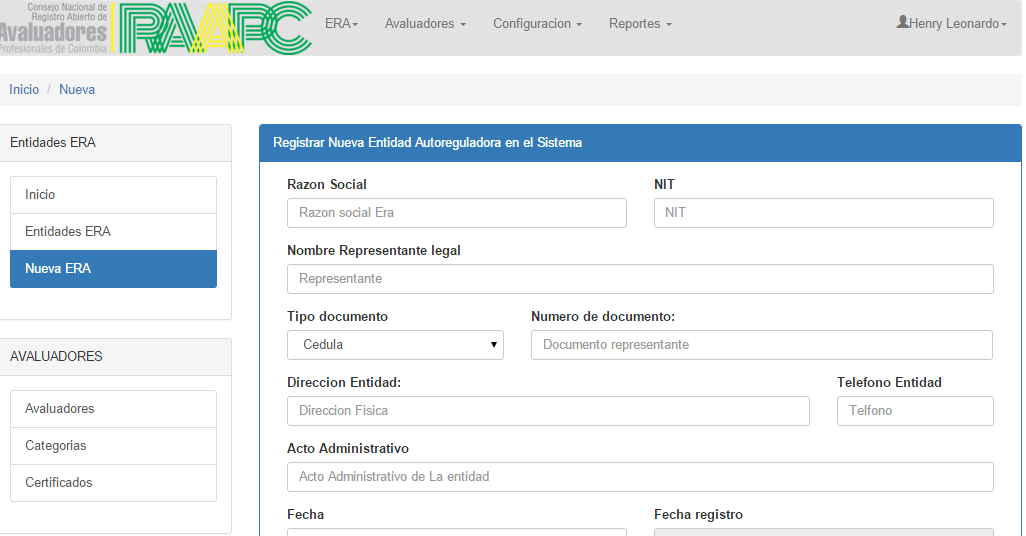 Consejo Nacional de
Registro Abierto de
Avaluadores
Profesionales de Colombia
RAAPC
ERA Avaluadores Configuracion Reportes Henry Leonardo
Inicio / Nueva
Entidades ERA
Inicio
Entidades ERA
Nueva ERA
AVALUADORES
Avaluadores
Categorias
Certificados
Registrar Nueva Entidad Autoreguladora en el Sistema
Razon Social NIT
Razon social Era NIT
Nombre Representante legal
Representante
Tipo documento Numero de documento:
Cedula Documento representante
Direccion Entidad: Telefono Entidad
Direccion Fisica Telfono
Acto Administrativo
Acto Administrativo de La entidad
Fecha Fecha registro